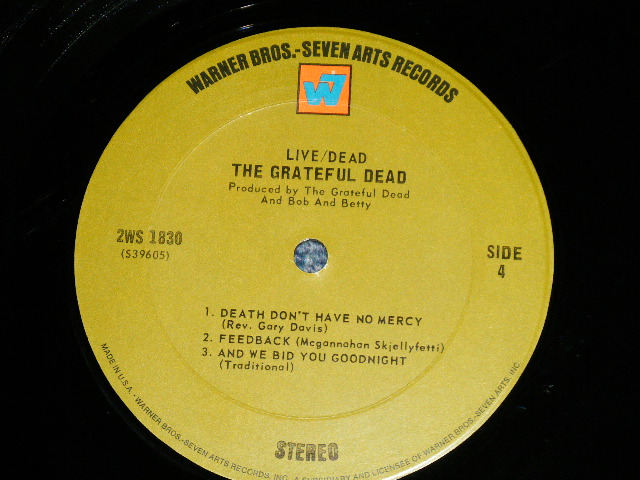 WARNER BROS.-SEVEN ARTS RECORDS
W7
LIVE/DEAD
THE GRATEFUL DEAD
Produced by The Grateful Dead
And Bob And Betty
2WS 1830
(S39605)
SIDE
4
1. DEATH DON'T HAVE NO MERCY
(Rev. Gary Davis)
2. FEEDBACK (Mcgannahan Skjellyfetti)
3. AND WE BID YOU GOODNIGHT
(Traditional)
STEREO
MADE IN U.S.A. - WARNER BROS.-SEVEN ARTS RECORDS, INC. A SUBSIDIARY AND LICENSEE OF WARNER BROS.-SEVEN ARTS, INC.